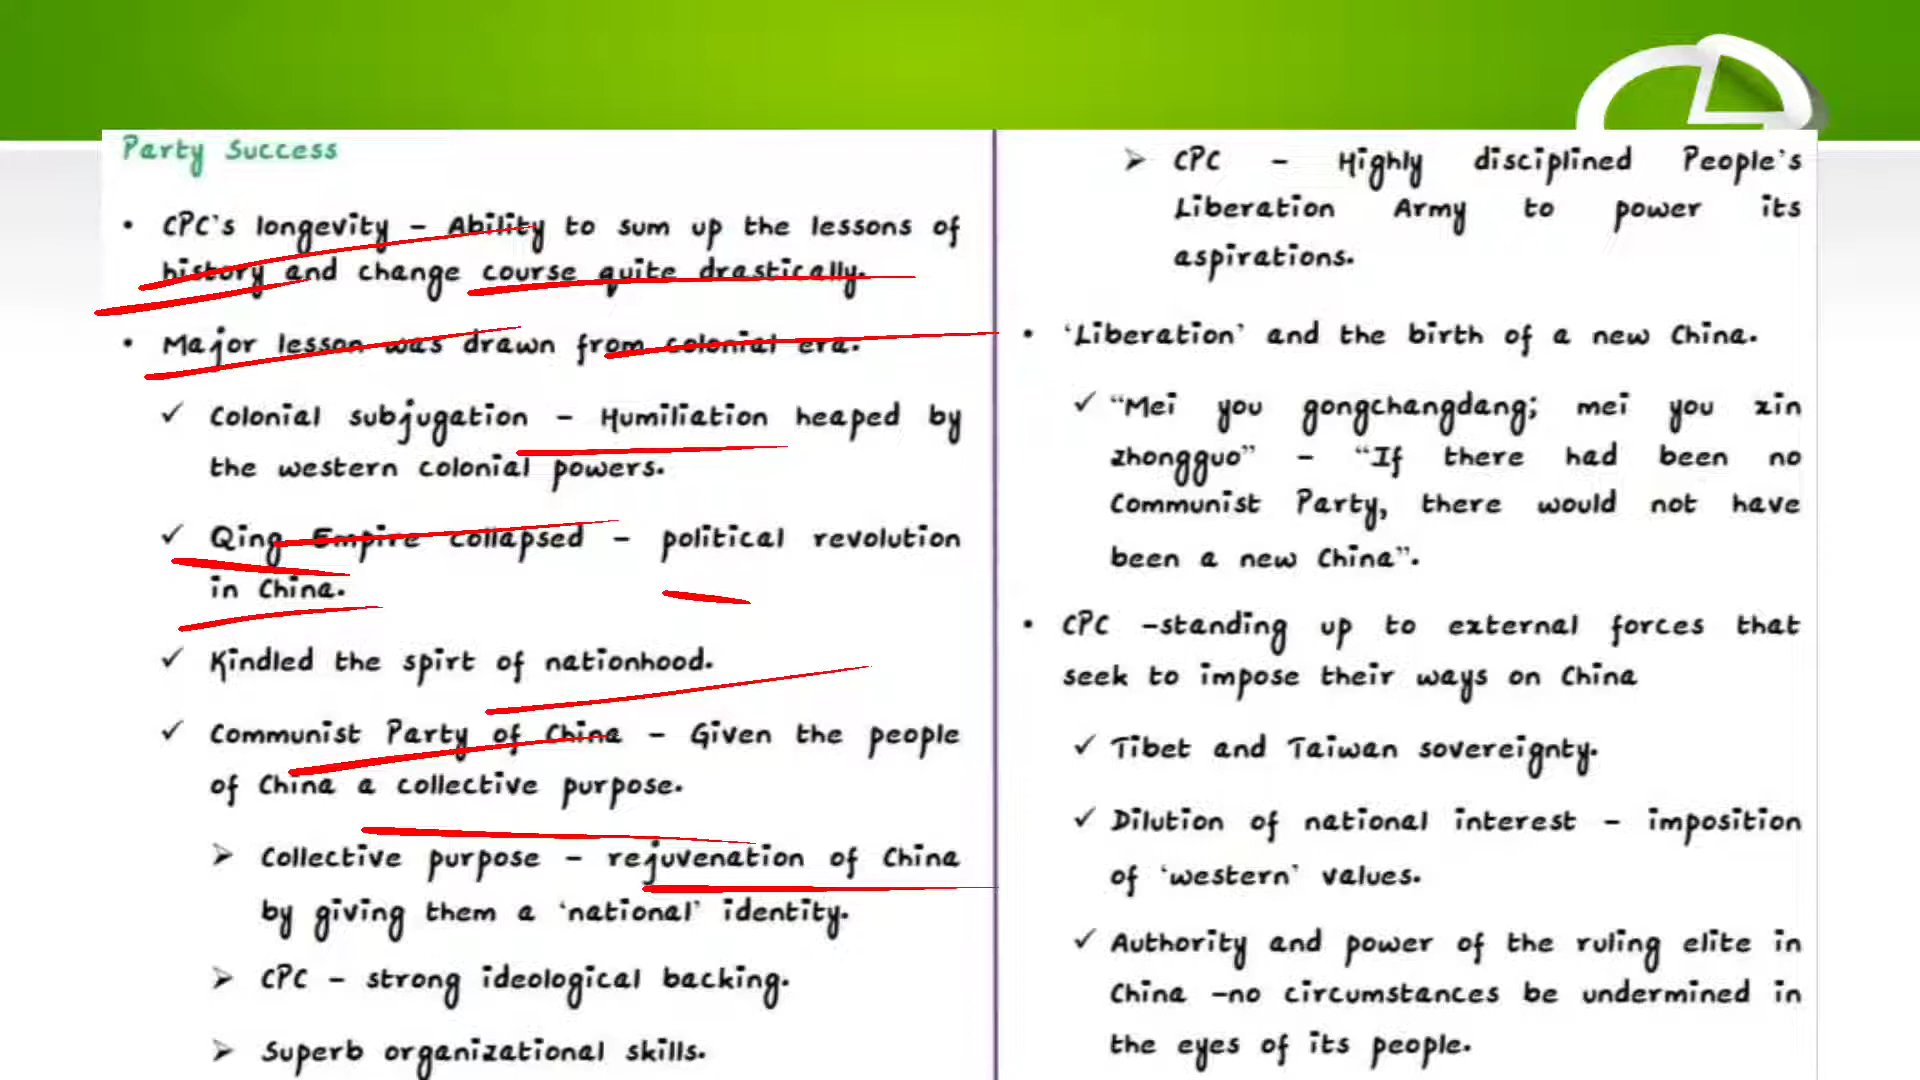 Party Success
• CPC's longevity - Ability to sum up the lessons of
history and change course quite drastically.
• Major lesson was drawn from colonial era.
✓ Colonial subjugation - Humiliation heaped by
the western colonial powers.
✓ Qing Empire collapsed - political revolution
in China.
✓ Kindled the spirt of nationhood.
✓ Communist Party of China - Given the people
of China a collective purpose.
➢ Collective purpose - rejuvenation of China
by giving them a 'national' identity.
➢ CPC - strong ideological backing.
➢ Superb organizational skills.
➢ CPC - Highly disciplined People's
Liberation Army to power its
aspirations.
• 'Liberation' and the birth of a new China.
✓ "Mei you gongchangdang; mei you xin
zhongguo" - "If there had been no
Communist Party, there would not have
been a new China".
• CPC -standing up to external forces that
seek to impose their ways on China
✓ Tibet and Taiwan sovereignty.
✓ Dilution of national interest - imposition
of 'western' values.
✓ Authority and power of the ruling elite in
China -no circumstances be undermined in
the eyes of its people.